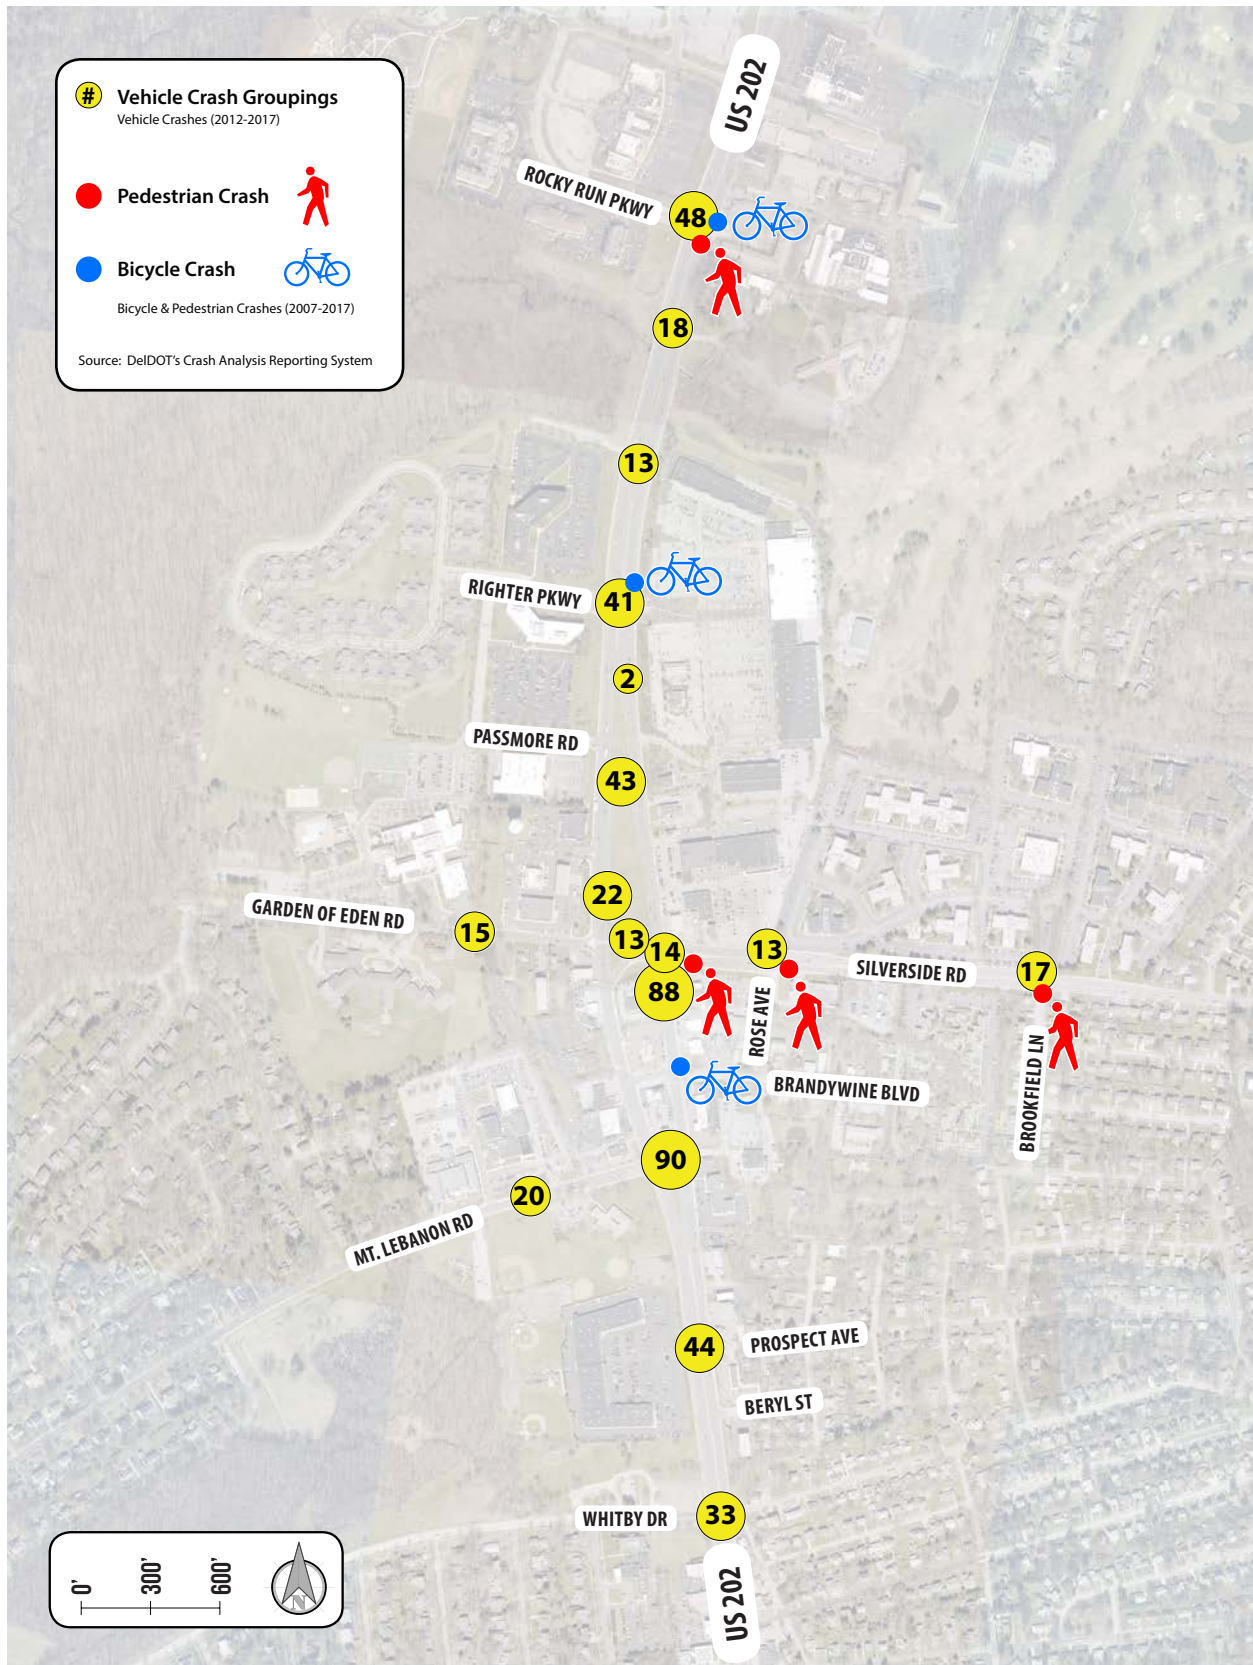 #
Vehicle Crash Groupings
Vehicle Crashes (2012-2017)
Pedestrian Crash
Bicycle Crash
Bicycle & Pedestrian Crashes (2007-2017)
Source: DelDOT's Crash Analysis Reporting System
US 202
ROCKY RUN PKWY
48
18
13
RIGHTER PKWY
41
2
PASSMORE RD
43
22
GARDEN OF EDEN RD
15
13
14
13
SILVERSIDE RD
17
88
ROSE AVE
BROOKFIELD LN
BRANDYWINE BLVD
90
20
MT. LEBANON RD
44
PROSPECT AVE
BERYL ST
WHITBY DR
33
US 202
0'
300'
600'
N